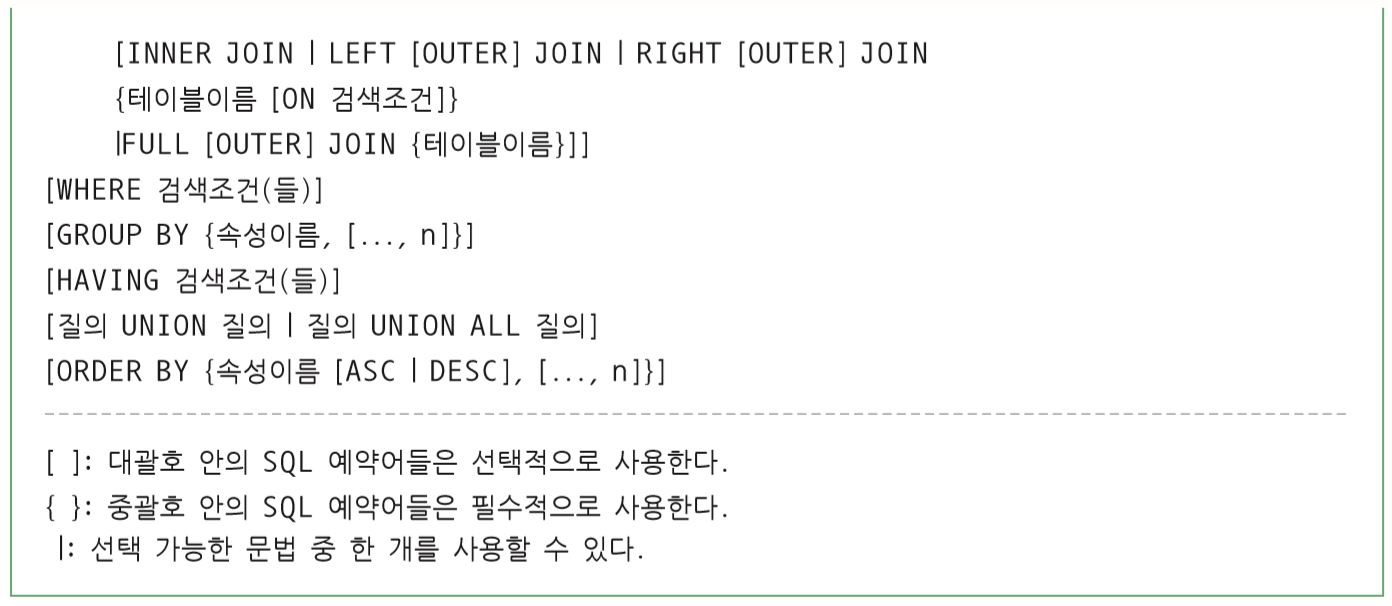 [INNER JOIN | LEFT [OUTER] JOIN | RIGHT [OUTER] JOIN
{테이블이름 [ON 검색조건]}
|FULL [OUTER] JOIN {테이블이름}]]
[WHERE 검색조건(들)]
[GROUP BY {속성이름, [..., n]}]
[HAVING 검색조건(들)]
[질의 UNION 질의 | 질의 UNION ALL 질의]
[ORDER BY {속성이름 [ASC | DESC], [..., n]}]
[ ]: 대괄호 안의 SQL 예약어들은 선택적으로 사용한다.
{ }: 중괄호 안의 SQL 예약어들은 필수적으로 사용한다.
|: 선택 가능한 문법 중 한 개를 사용할 수 있다.